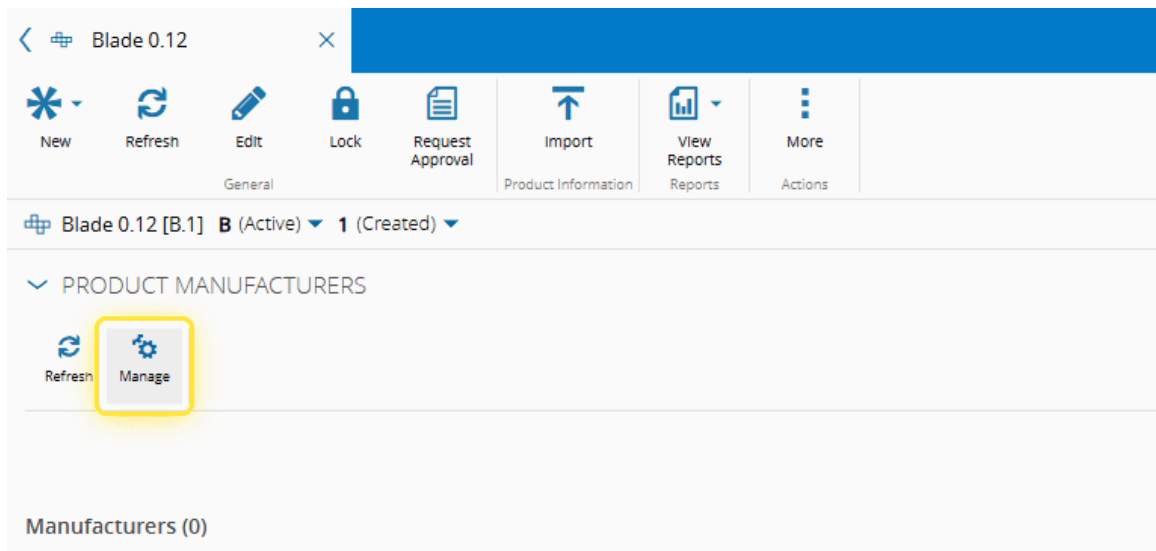 Blade 0.12
New
Refresh
Edit
Lock
Request
Approval
Import
View
Reports
More
General
Product Information
Reports
Actions
Blade 0.12 [B.1] B (Active) 1 (Created)
PRODUCT MANUFACTURERS
Refresh
Manage
Manufacturers (0)